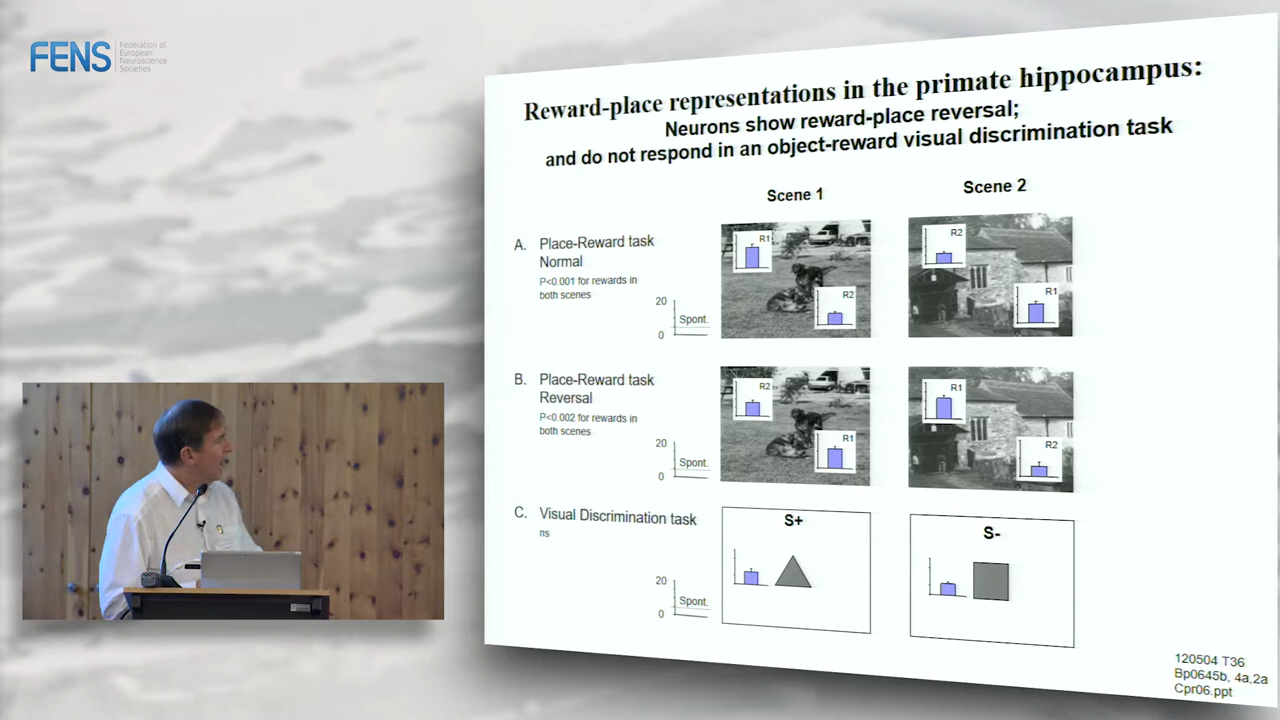 FENS
Federation of
European
Neuroscience
Societies
Reward-place representations in the primate hippocampus:
Neurons show reward-place reversal;
and do not respond in an object-reward visual discrimination task
Scene 1
Scene 2
A. Place-Reward task
Normal
P<0.001 for rewards in
both scenes
20
Spont.
0
R1
R2
R2
R1
B. Place-Reward task
Reversal
P<0.002 for rewards in
both scenes
20
Spont.
0
R2
R1
R1
R2
C. Visual Discrimination task
ns
20
Spont.
0
S+
S-
120504 T36
Bp0645b, 4a,2a
Cpr06.ppt